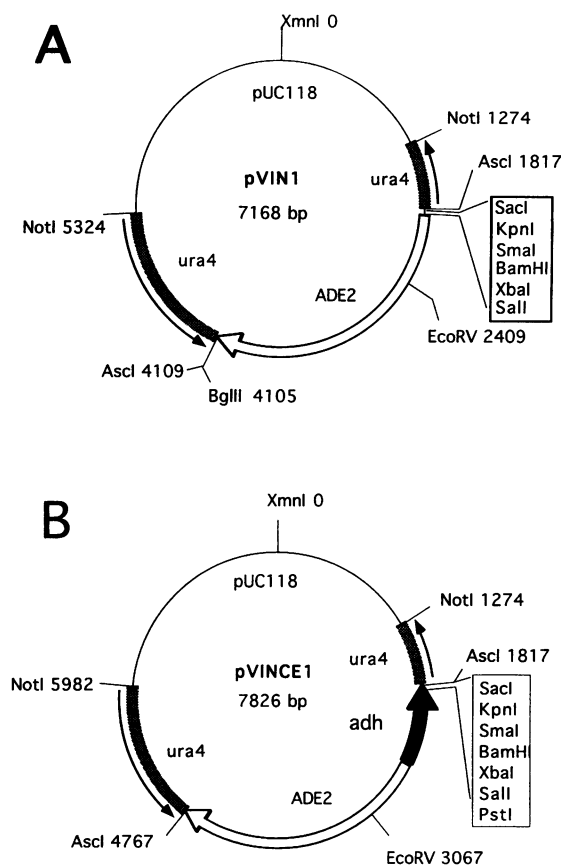 A
XmnI 0
pUC118
NotI 1274
AscI 1817
ura4
pVIN1
7168 bp
SacI
KpnI
SmaI
BamHI
XbaI
SalI
NotI 5324
ura4
ADE2
EcoRV 2409
AscI 4109
BglII 4105
B
XmnI 0
pUC118
NotI 1274
ura4
AscI 1817
NotI 5982
pVINCE1
7826 bp
SacI
KpnI
SmaI
BamHI
XbaI
SalI
PstI
adh
ura4
ADE2
AscI 4767
EcoRV 3067